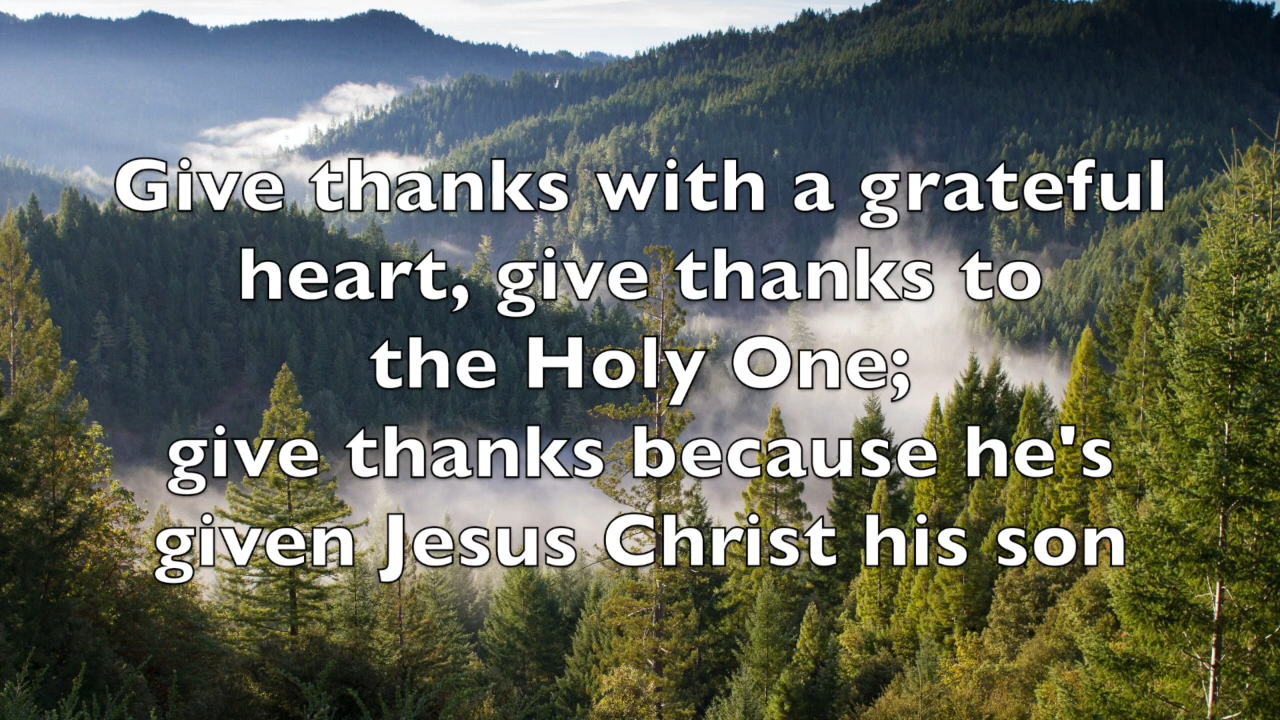 Give thanks with a grateful
heart, give thanks to
the Holy One;
give thanks because he's
given Jesus Christ his son